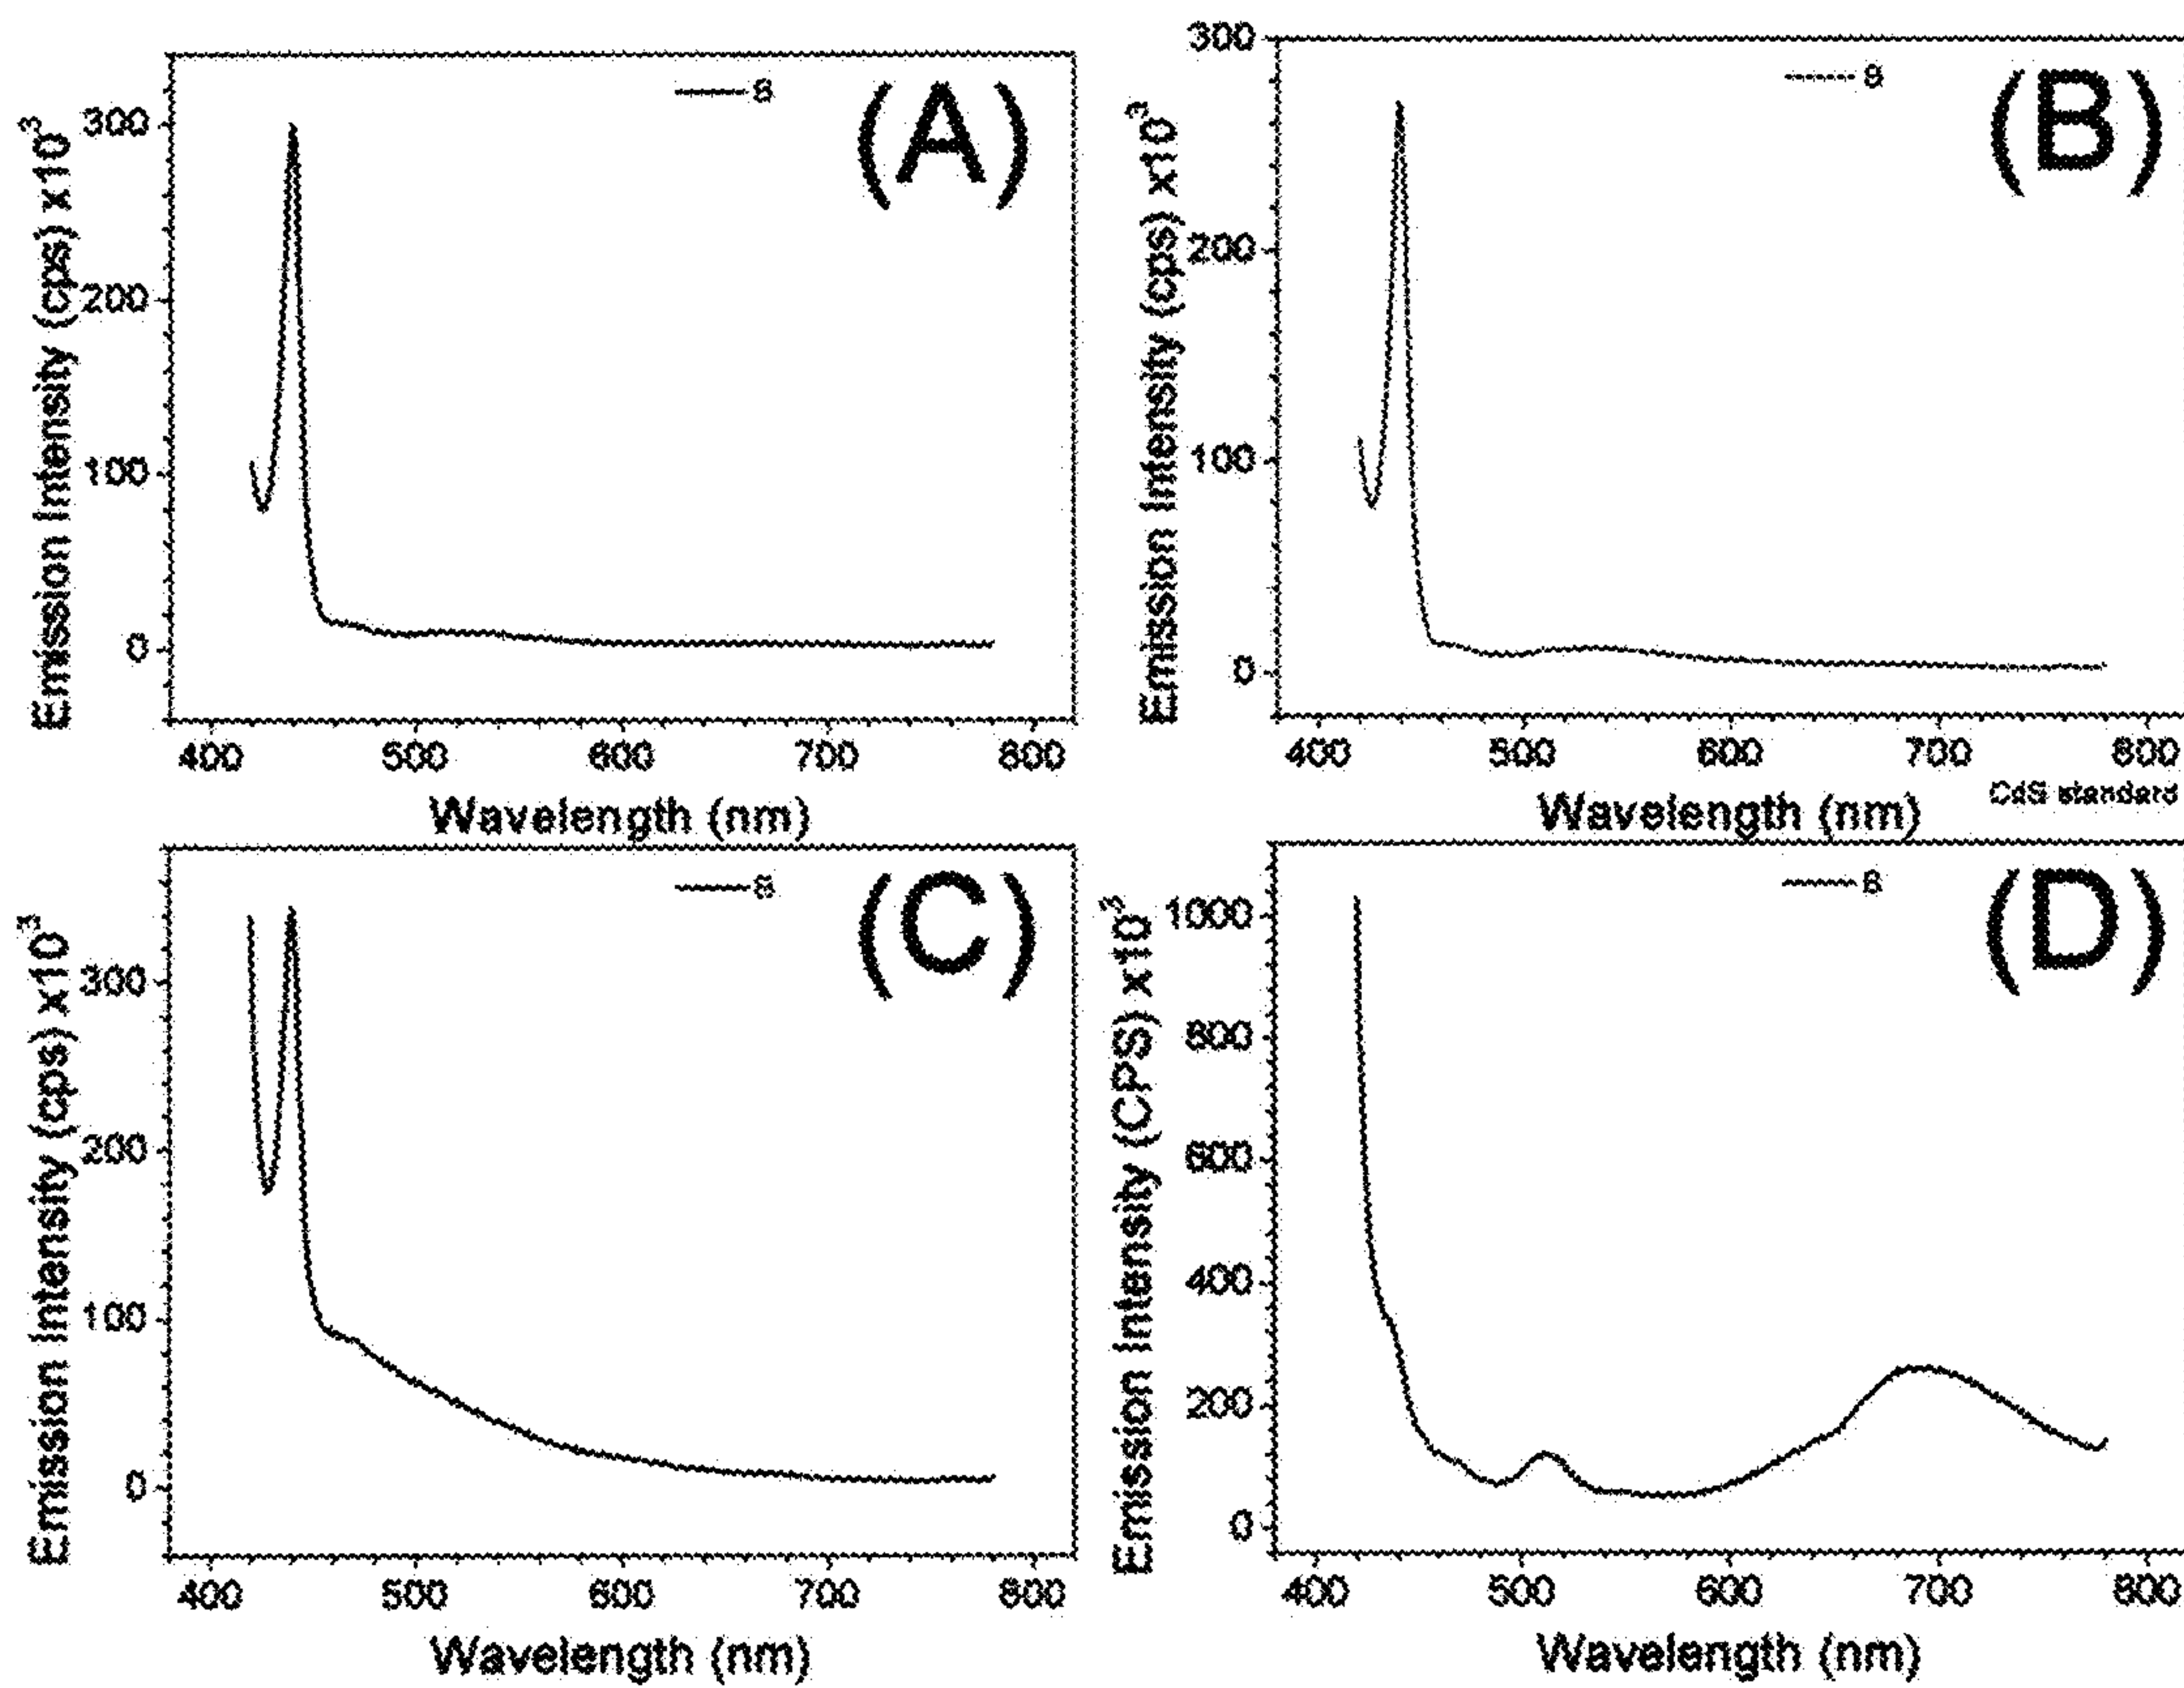 (A)
8
Emission Intensity (cps) x10³
300
200
100
0
400 500 600 700 800
Wavelength (nm)
(B)
8
Emission Intensity (cps) x10³
300
200
100
0
400 500 600 700 800
Wavelength (nm)
CdS standard
(C)
8
Emission Intensity (cps) x10³
300
200
100
0
400 500 600 700 800
Wavelength (nm)
(D)
8
Emission Intensity (CPS) x10³
1000
800
600
400
200
0
400 500 600 700 800
Wavelength (nm)